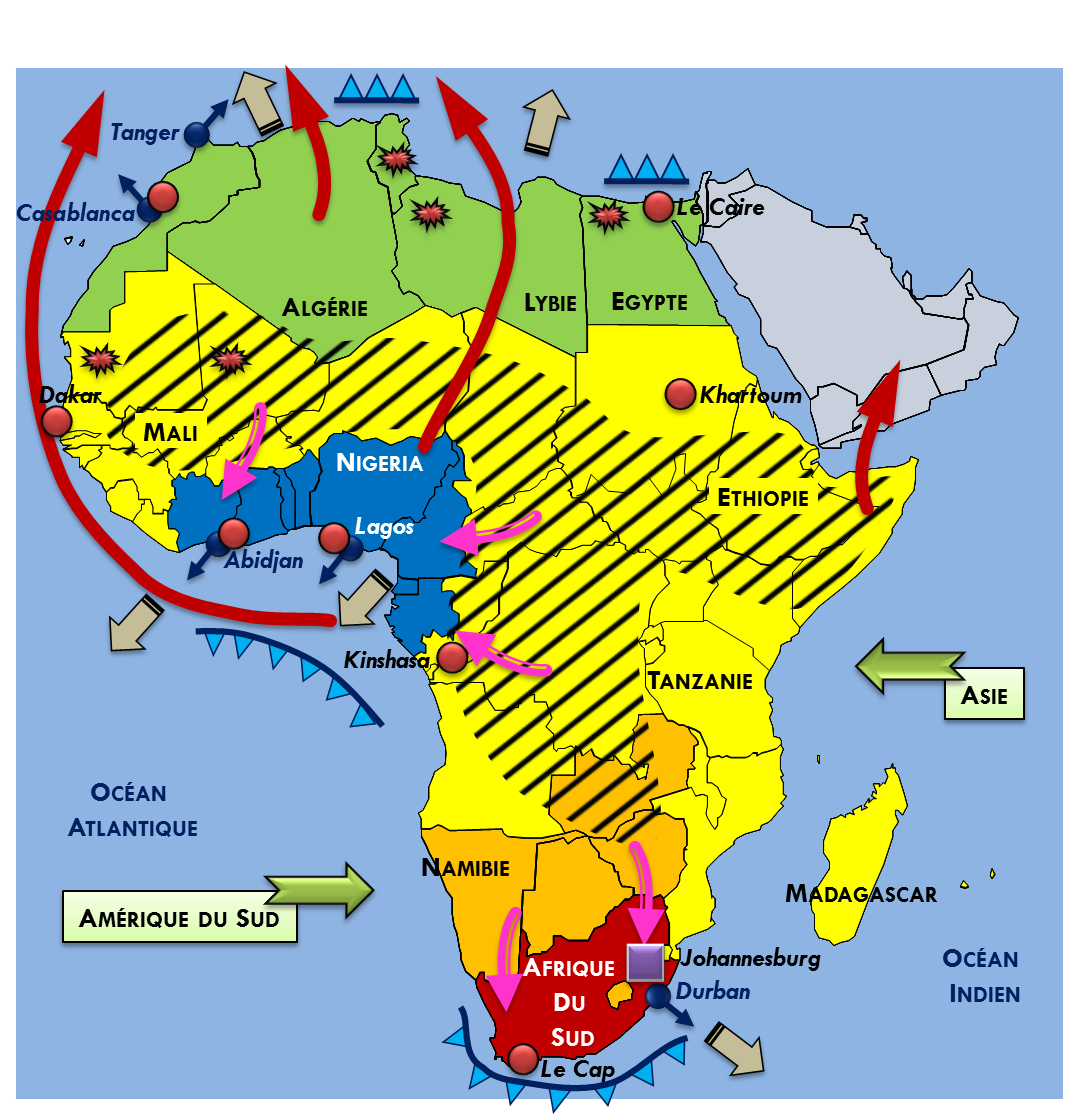 Tanger
Casablanca
Le Caire
ALGÉRIE
LYBIE
EGYPTE
Dakar
Khartoum
MALI
NIGERIA
ETHIOPIE
Lagos
Abidjan
Kinshasa
TANZANIE
ASIE
OCÉAN
ATLANTIQUE
NAMIBIE
MADAGASCAR
AMÉRIQUE DU SUD
AFRIQUE
DU
SUD
Johannesburg
Durban
OCÉAN
INDIEN
Le Cap